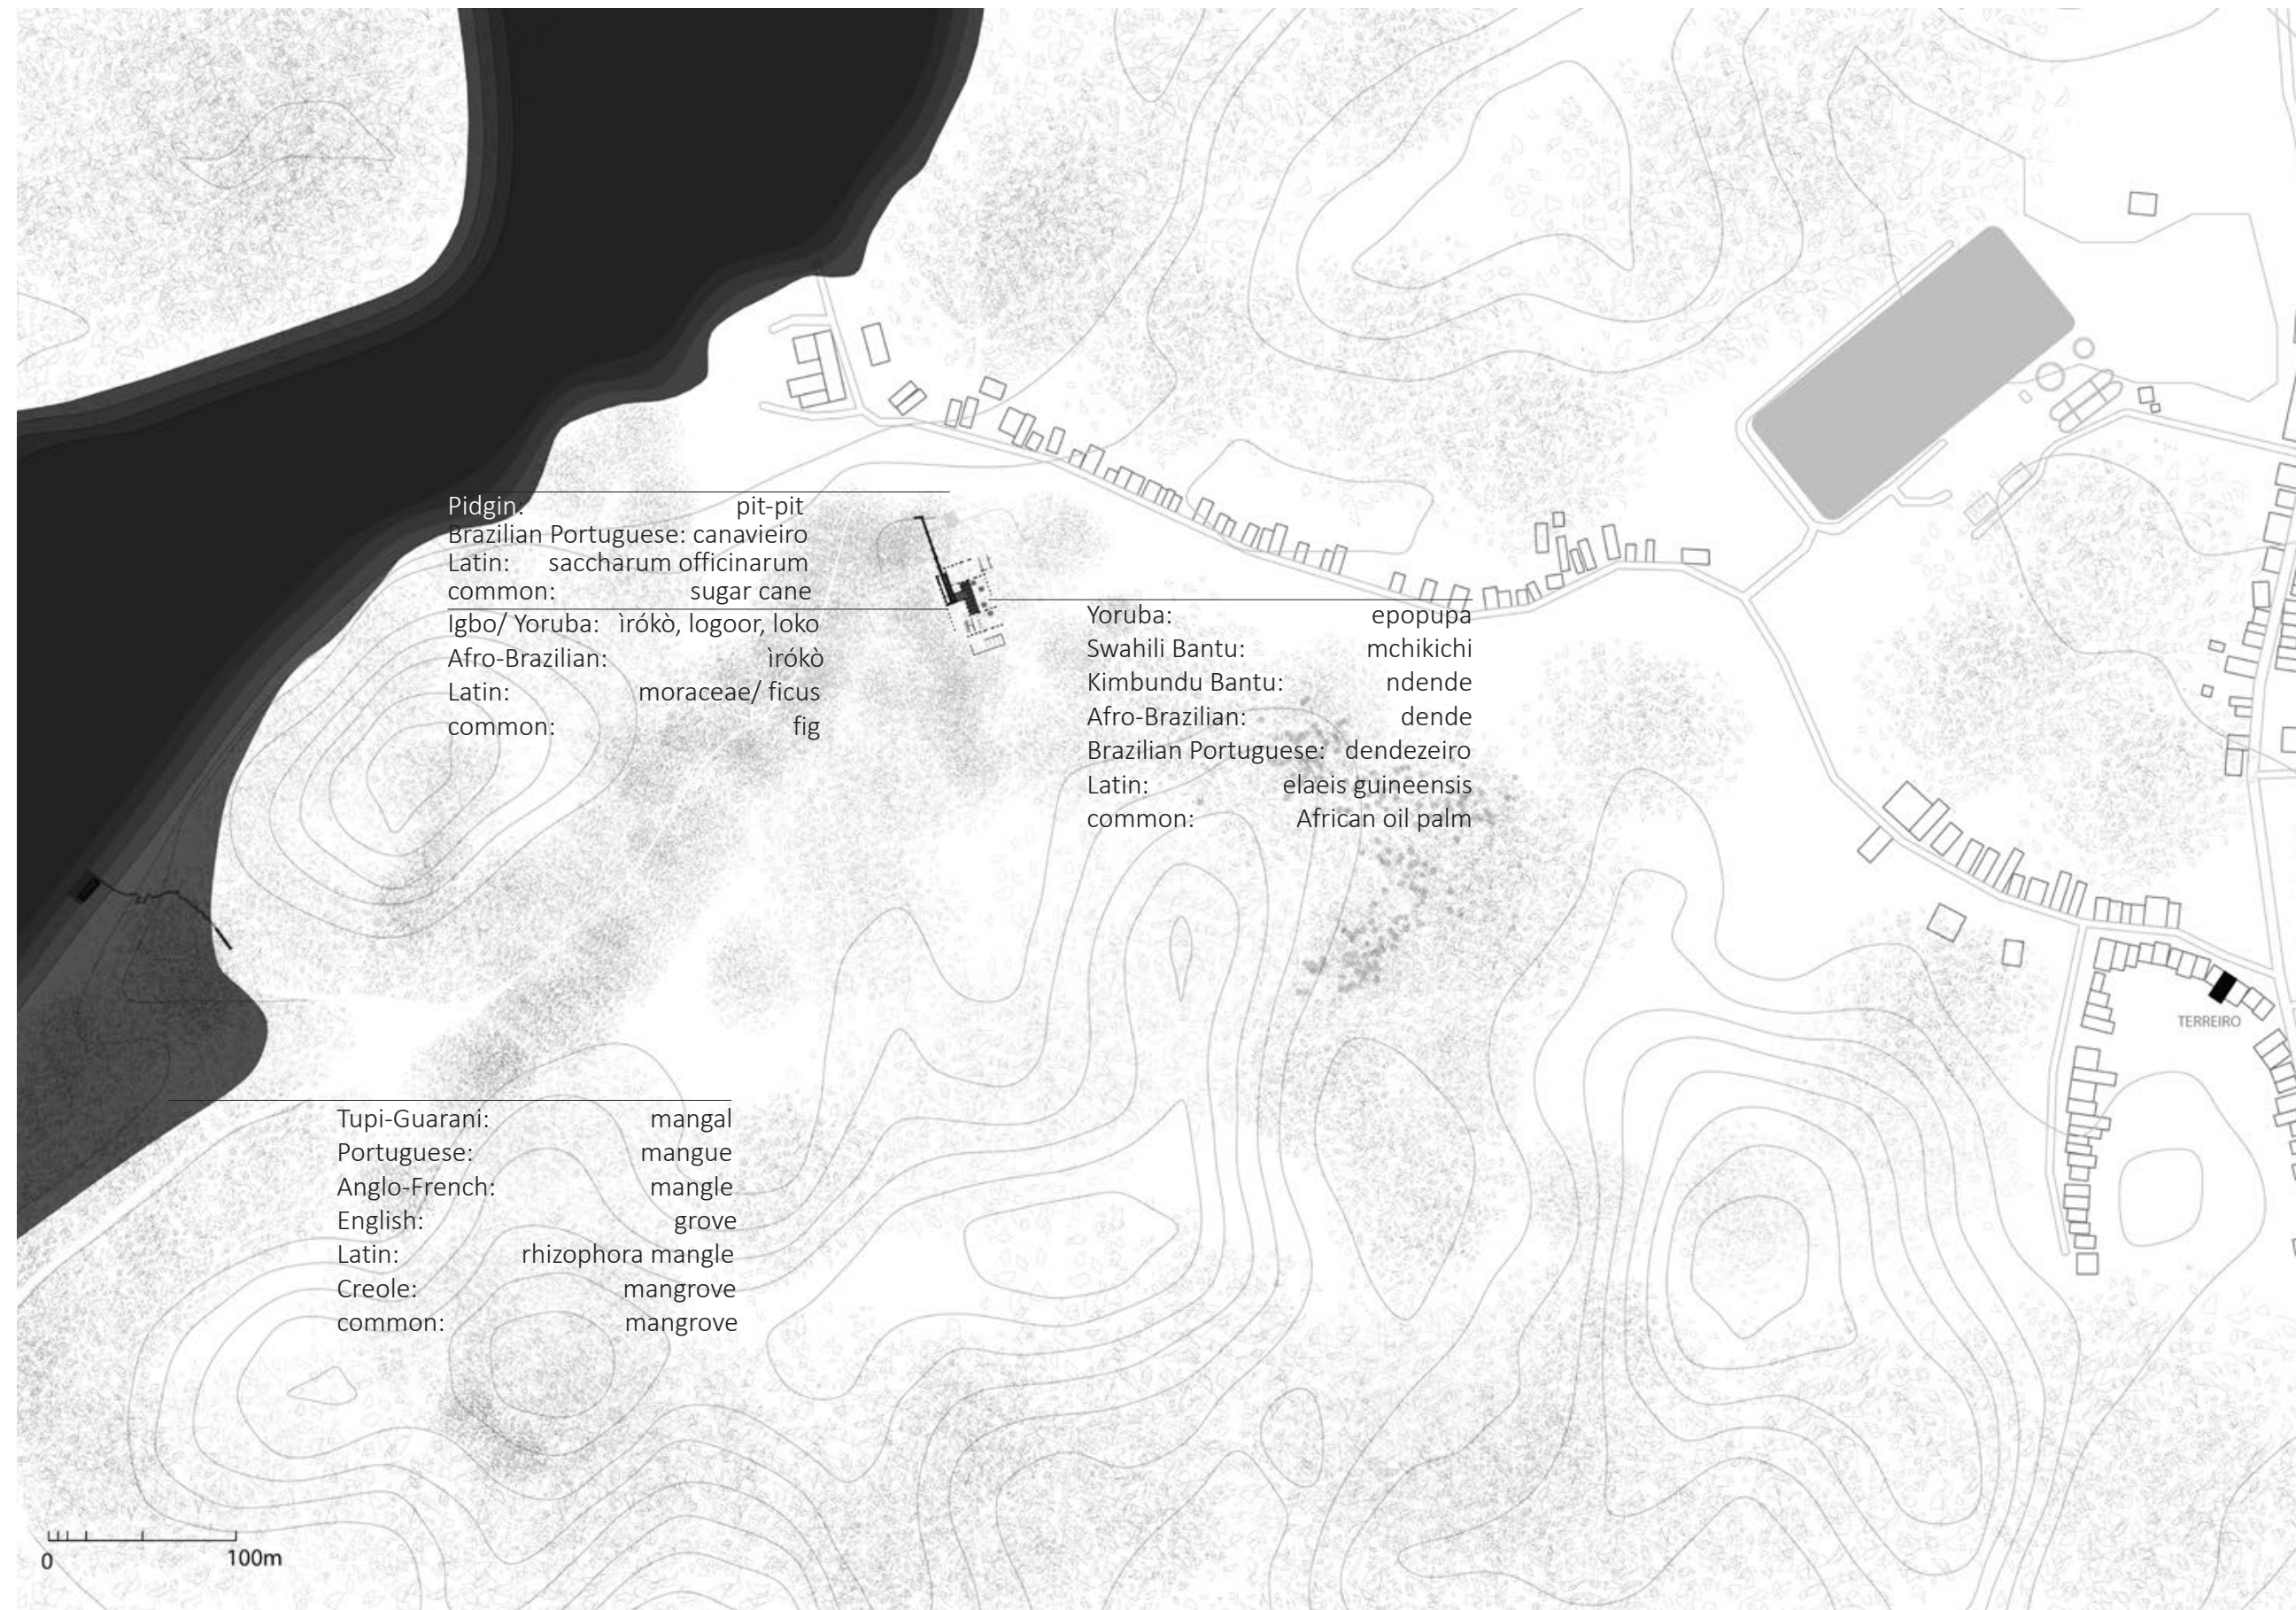 Pidgin: pit-pit
Brazilian Portuguese: canavieiro
Latin: saccharum officinarum
common: sugar cane
Igbo/ Yoruba: ìrókò, logoor, loko
Afro-Brazilian: ìrókò
Latin: moraceae/ ficus
common: fig
Yoruba: epopupa
Swahili Bantu: mchikichi
Kimbundu Bantu: ndende
Afro-Brazilian: dende
Brazilian Portuguese: dendezeiro
Latin: elaeis guineensis
common: African oil palm
TERREIRO
Tupi-Guarani: mangal
Portuguese: mangue
Anglo-French: mangle
English: grove
Latin: rhizophora mangle
Creole: mangrove
common: mangrove
0 100m